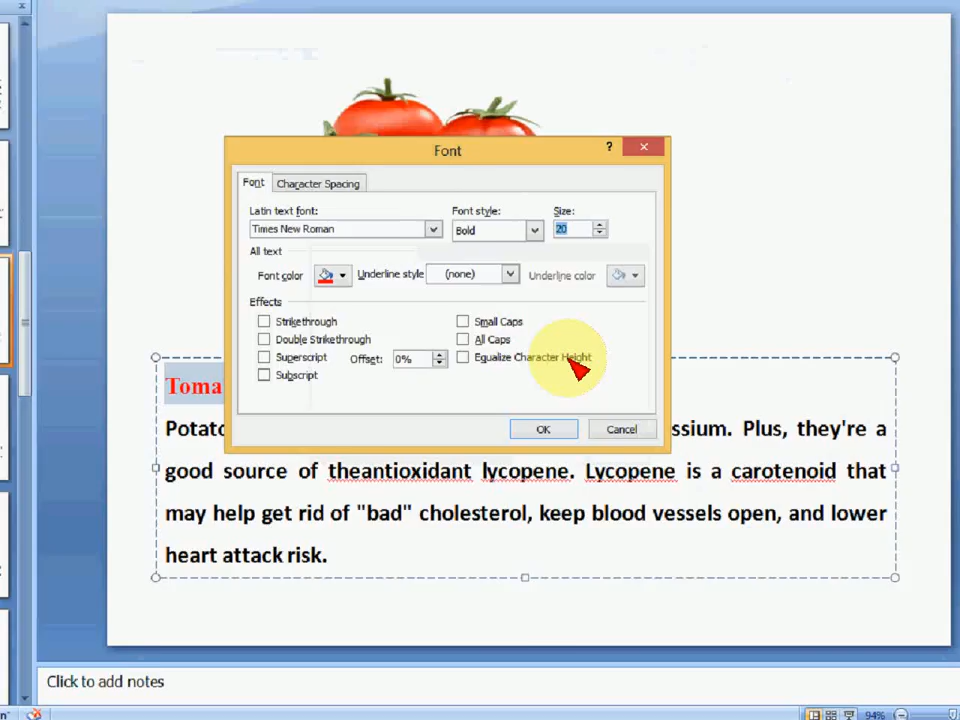 Font
?
Font
Character Spacing
Latin text font:
Font style:
Size:
Times New Roman
Bold
20
All text
Font color
Underline style
(none)
Underline color
Effects
Strikethrough
Small Caps
Double Strikethrough
All Caps
Superscript
Offset:
0%
Equalize Character Height
Subscript
OK
Cancel
Toma
Potato ssium. Plus, they're a
good source of theantioxidant lycopene. Lycopene is a carotenoid that
may help get rid of "bad" cholesterol, keep blood vessels open, and lower
heart attack risk.
Click to add notes
94%